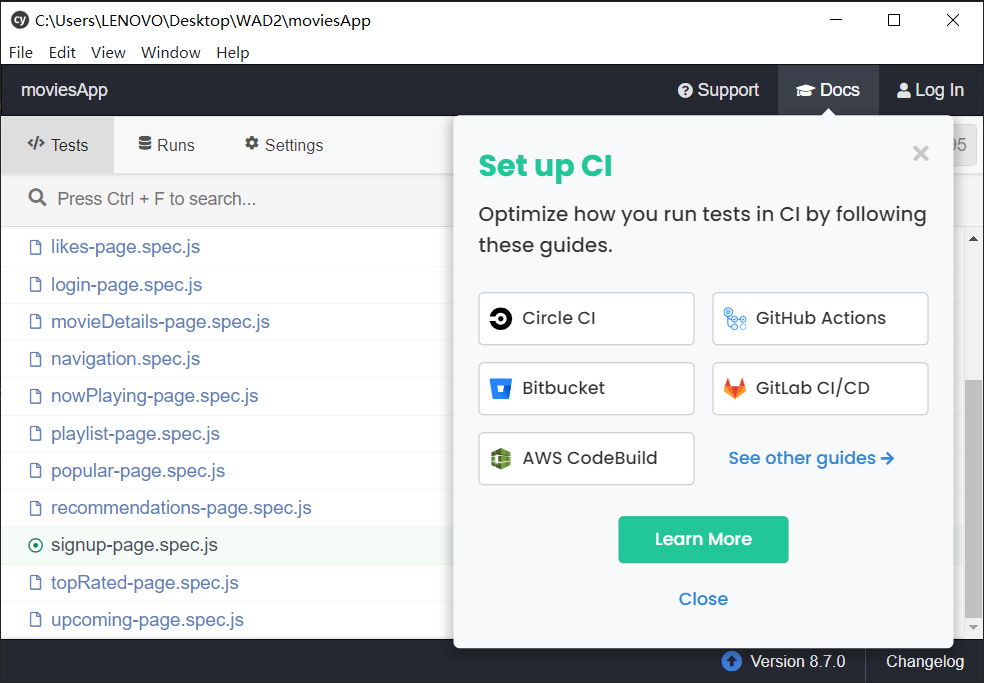 cy C:\Users\LENOVO\Desktop\WAD2\moviesApp
File Edit View Window Help
moviesApp Support Docs Log In
Tests Runs Settings
95
Press Ctrl + F to search...
likes-page.spec.js
login-page.spec.js
movieDetails-page.spec.js
navigation.spec.js
nowPlaying-page.spec.js
playlist-page.spec.js
popular-page.spec.js
recommendations-page.spec.js
signup-page.spec.js
topRated-page.spec.js
upcoming-page.spec.js
Set up CI
Optimize how you run tests in CI by following
these guides.
Circle CI GitHub Actions
Bitbucket GitLab CI/CD
AWS CodeBuild See other guides
Learn More
Close
Version 8.7.0 Changelog